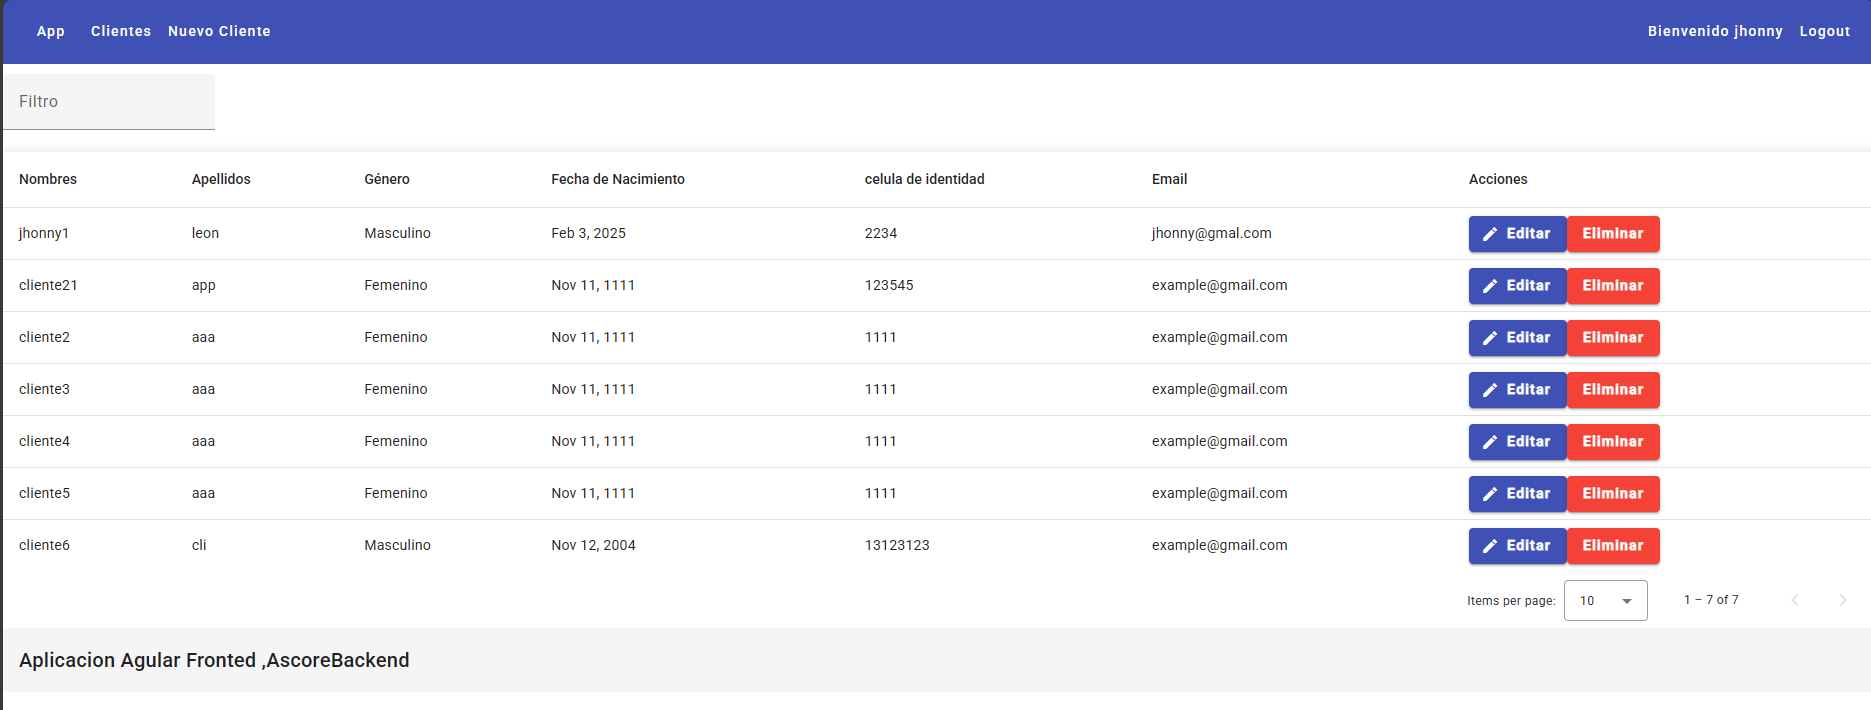 App Clientes Nuevo Cliente Bienvenido jhonny Logout
Filtro
Nombres Apellidos Género Fecha de Nacimiento celula de identidad Email Acciones
jhonny1 leon Masculino Feb 3, 2025 2234 jhonny@gmal.com Editar Eliminar
cliente21 app Femenino Nov 11, 1111 123545 example@gmail.com Editar Eliminar
cliente2 aaa Femenino Nov 11, 1111 1111 example@gmail.com Editar Eliminar
cliente3 aaa Femenino Nov 11, 1111 1111 example@gmail.com Editar Eliminar
cliente4 aaa Femenino Nov 11, 1111 1111 example@gmail.com Editar Eliminar
cliente5 aaa Femenino Nov 11, 1111 1111 example@gmail.com Editar Eliminar
cliente6 cli Masculino Nov 12, 2004 13123123 example@gmail.com Editar Eliminar
Items per page: 10 1 – 7 of 7
Aplicacion Agular Fronted ,AscoreBackend